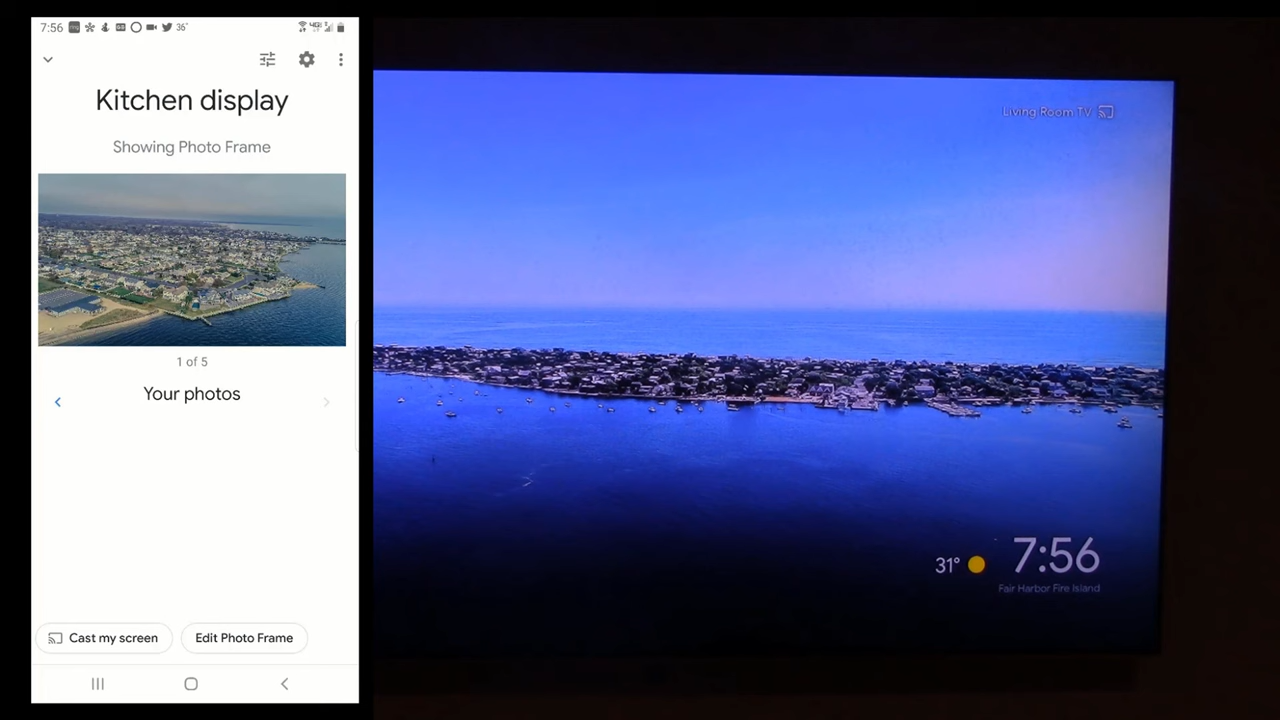 7:56
36°
Kitchen display
Showing Photo Frame
1 of 5
Your photos
Cast my screen
Edit Photo Frame
Living Room TV
31°
7:56
Fair Harbor Fire Island